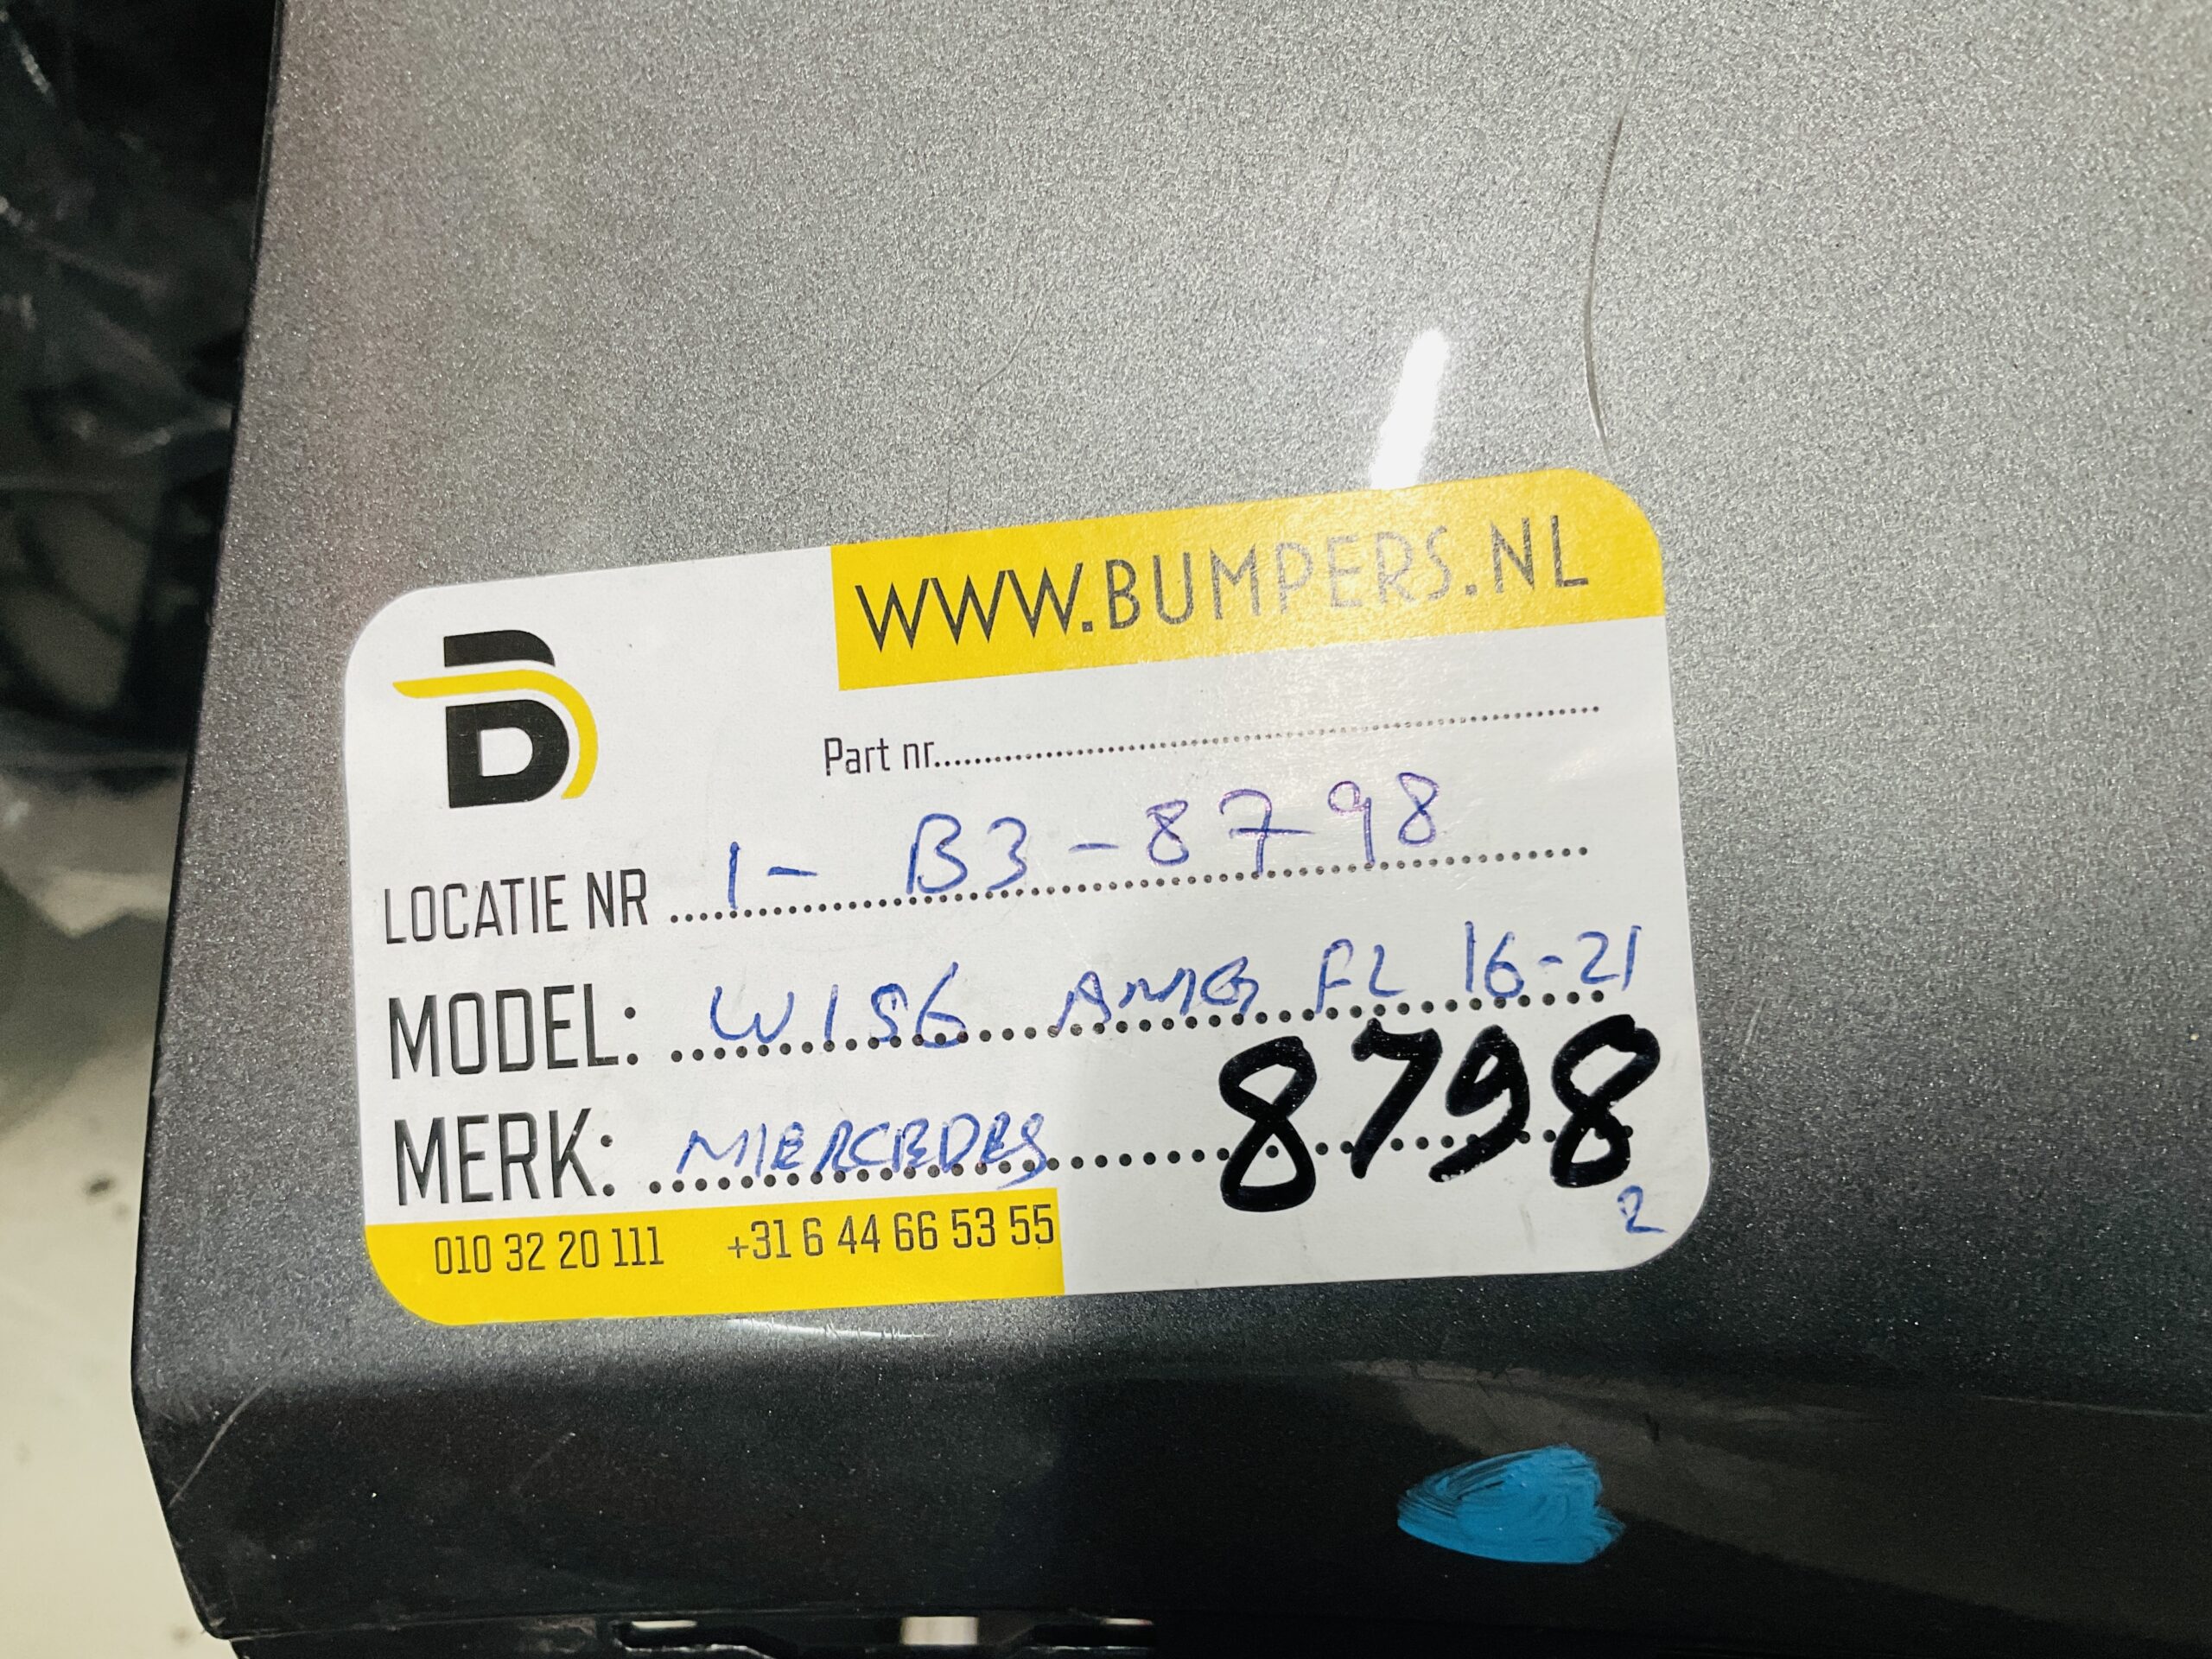 WWW.BUMPERS.NL
B
Part nr....................
LOCATIE NR 1- B3-8798
MODEL: W156 AMG FL 16-21
8798
MERK: MERCEDES
2
010 32 20 111 +31 6 44 66 53 55